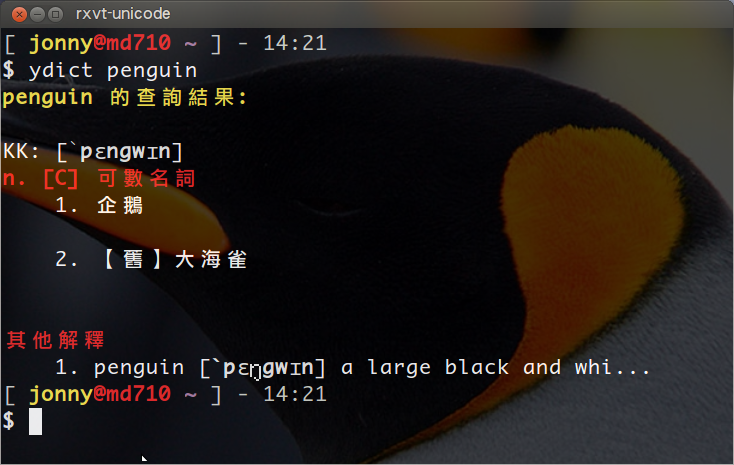 rxvt-unicode
[ jonny@md710 ~ ] - 14:21
$ ydict penguin
penguin 的查詢結果:
KK: [`pɛngwɪn]
n. [C] 可數名詞
1. 企鵝
2. 【舊】大海雀
其他解釋
1. penguin [`pɛŋgwɪn] a large black and whi...
[ jonny@md710 ~ ] - 14:21
$